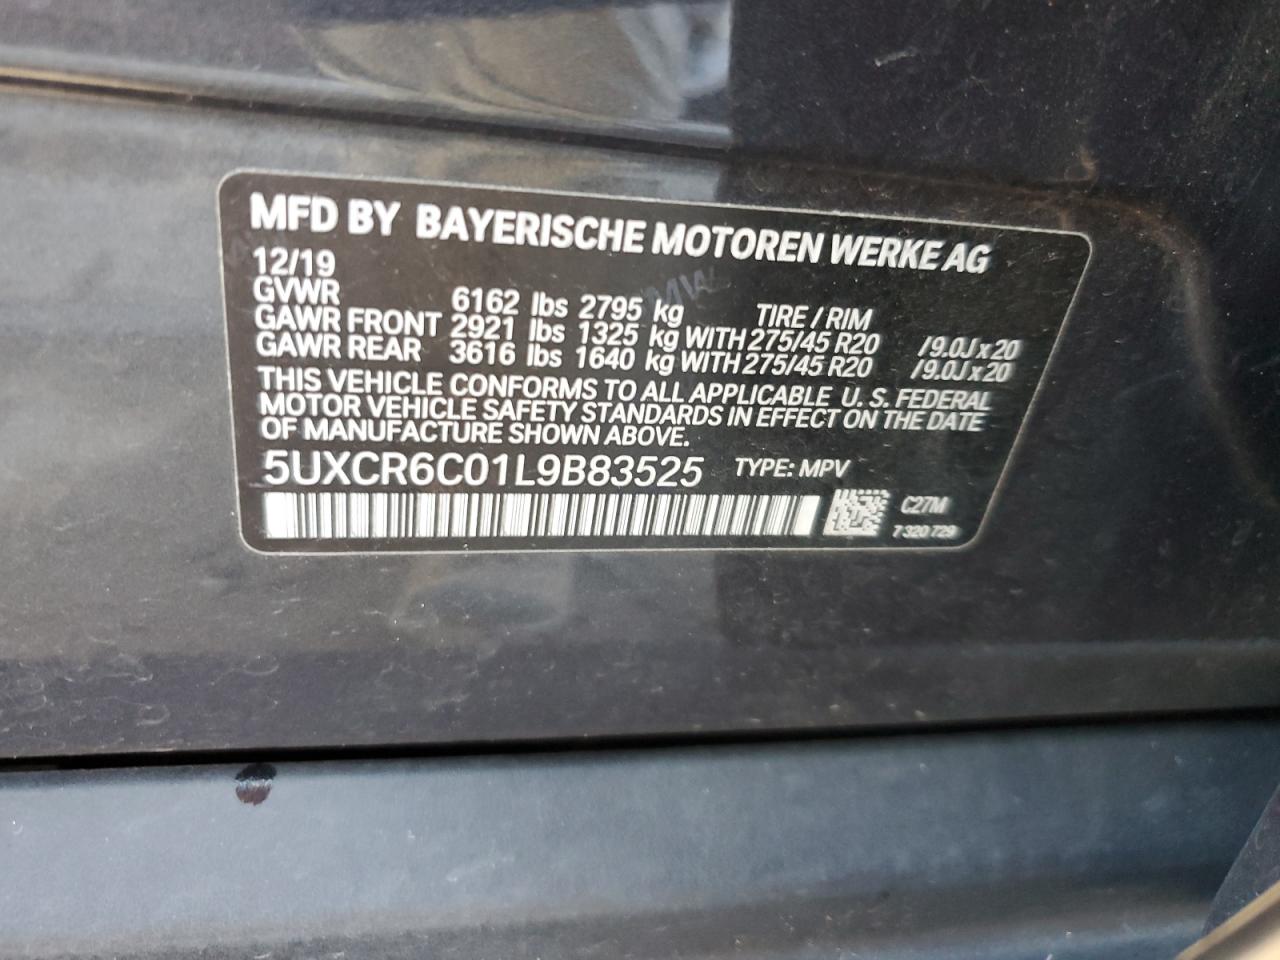 MFD BY BAYERISCHE MOTOREN WERKE AG
12/19
GVWR 6162 lbs 2795 kg TIRE / RIM
GAWR FRONT 2921 lbs 1325 kg WITH 275/45 R20 /9.0J x 20
GAWR REAR 3616 lbs 1640 kg WITH 275/45 R20 /9.0J x 20
THIS VEHICLE CONFORMS TO ALL APPLICABLE U. S. FEDERAL
MOTOR VEHICLE SAFETY STANDARDS IN EFFECT ON THE DATE
OF MANUFACTURE SHOWN ABOVE.
5UXCR6C01L9B83525 TYPE: MPV
C27M
7 320 729